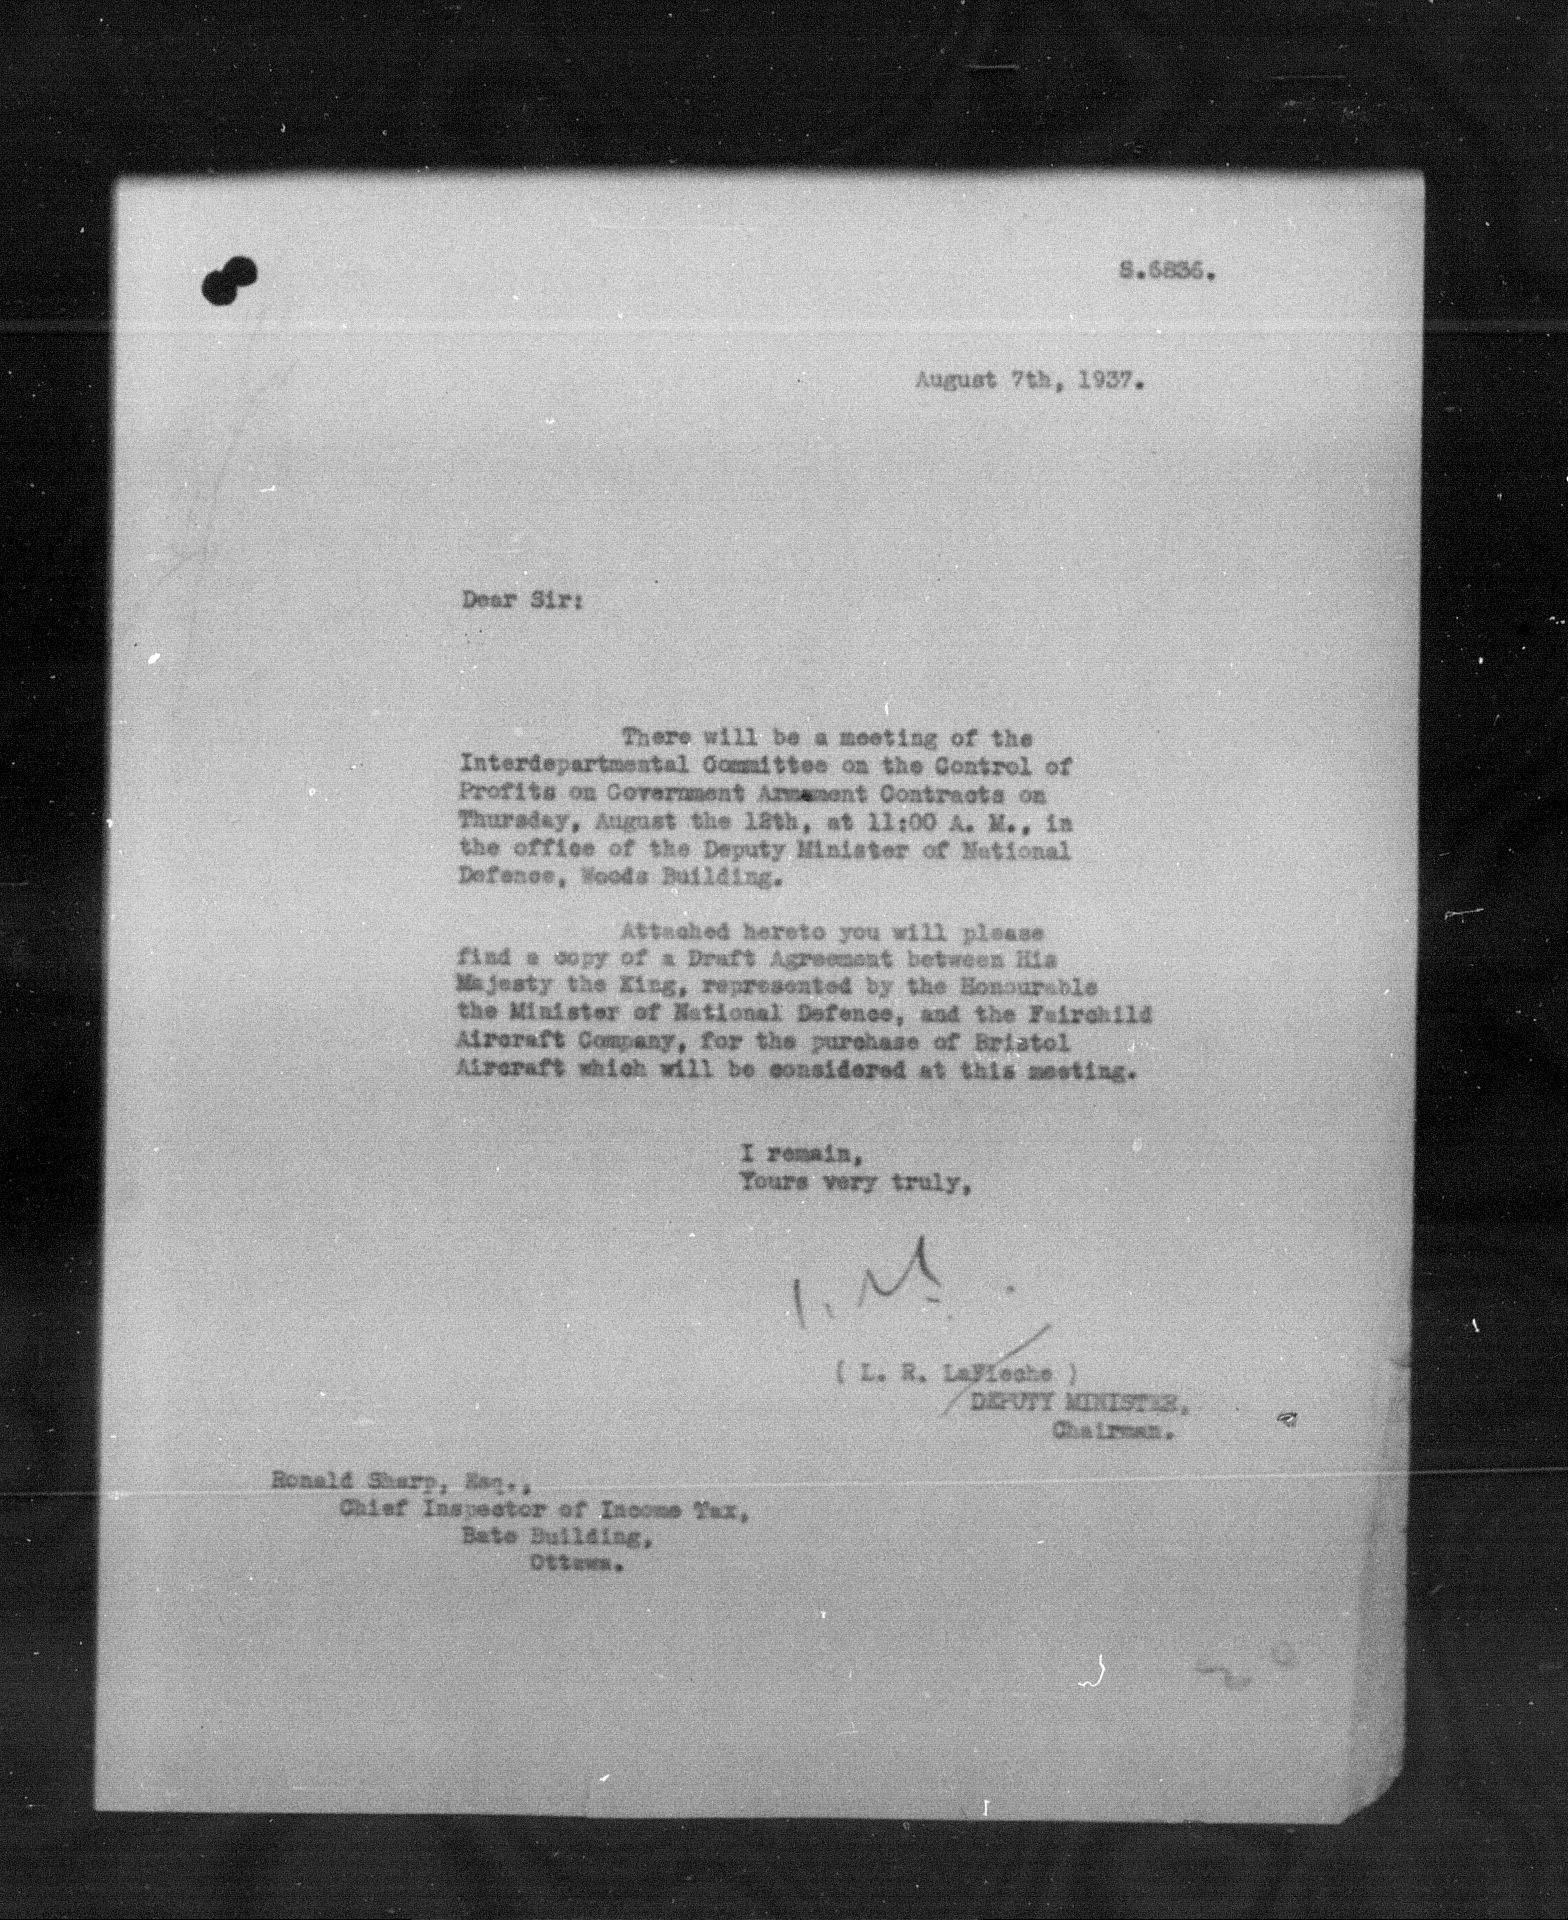 S.6836.
August 7th, 1937.
Dear Sir:
There will be a meeting of the
Interdepartmental Committee on the Control of
Profits on Government Armament Contracts on
Thursday, August the 12th, at 11:00 A. M., in
the office of the Deputy Minister of National
Defence, Woods Building.
Attached hereto you will please
find a copy of a Draft Agreement between His
Majesty the King, represented by the Honourable
the Minister of National Defence, and the Fairchild
Aircraft Company, for the purchase of Bristol
Aircraft which will be considered at this meeting.
I remain,
Yours very truly,
( L. R. LaFleche )
DEPUTY MINISTER,
Chairman.
Ronald Sharp, Esq.,
Chief Inspector of Income Tax,
Bate Building,
Ottawa.